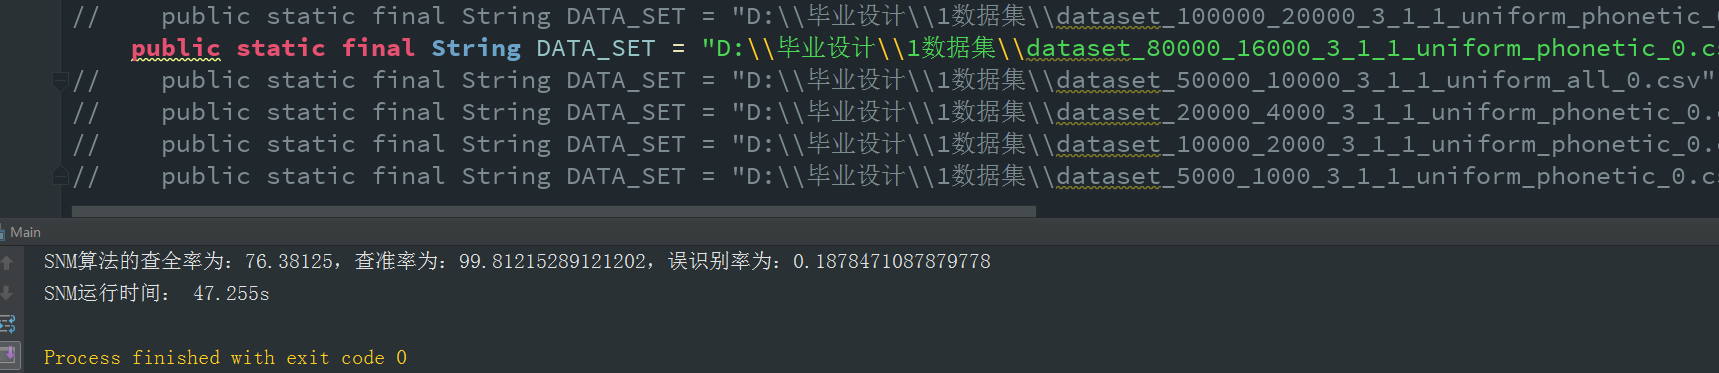 //    public static final String DATA_SET = "D:\\毕业设计\\1数据集\\dataset_100000_20000_3_1_1_uniform_phonetic_
public static final String DATA_SET = "D:\\毕业设计\\1数据集\\dataset_80000_16000_3_1_1_uniform_phonetic_0.cs
//    public static final String DATA_SET = "D:\\毕业设计\\1数据集\\dataset_50000_10000_3_1_1_uniform_all_0.csv"
//    public static final String DATA_SET = "D:\\毕业设计\\1数据集\\dataset_20000_4000_3_1_1_uniform_phonetic_0.
//    public static final String DATA_SET = "D:\\毕业设计\\1数据集\\dataset_10000_2000_3_1_1_uniform_phonetic_0.
//    public static final String DATA_SET = "D:\\毕业设计\\1数据集\\dataset_5000_1000_3_1_1_uniform_phonetic_0.cs
Main
SNM算法的查全率为：76.38125，查准率为：99.81215289121202，误识别率为：0.1878471087879778
SNM运行时间： 47.255s
Process finished with exit code 0